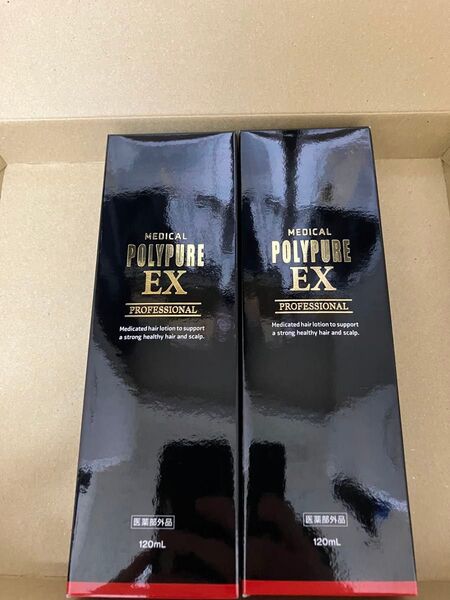 MEDICAL
POLYPURE
EX
PROFESSIONAL
Medicated hair lotion to support
a strong healthy hair and scalp.
医薬部外品
120mL
MEDICAL
POLYPURE
EX
PROFESSIONAL
Medicated hair lotion to support
a strong healthy hair and scalp.
医薬部外品
120mL